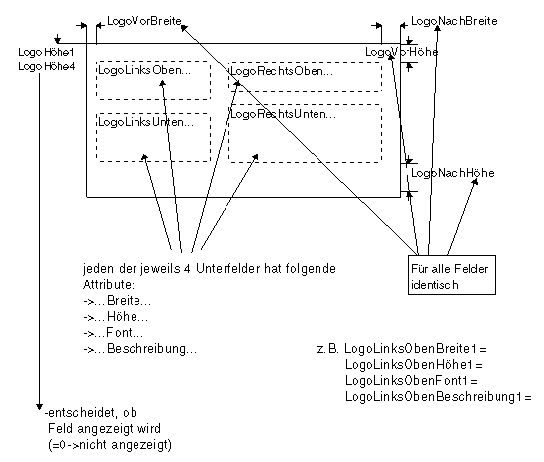 LogoVorBreite
LogoNachBreite
LogoHöhe1
LogoHöhe4
LogoVorHöhe
LogoLinksOben...
LogoRechtsOben...
LogoLinksUnten...
LogoRechtsUnten...
LogoNachHöhe
jeden der jeweils 4 Unterfelder hat folgende
Attribute:
->...Breite...
->...Höhe...
->...Font...
->...Beschreibung...
Für alle Felder
identisch
z.B. LogoLinksObenBreite1=
LogoLinksObenHöhe1=
LogoLinksObenFont1=
LogoLinksObenBeschreibung1=
-entscheidet, ob
Feld angezeigt wird
(=0->nicht angezeigt)